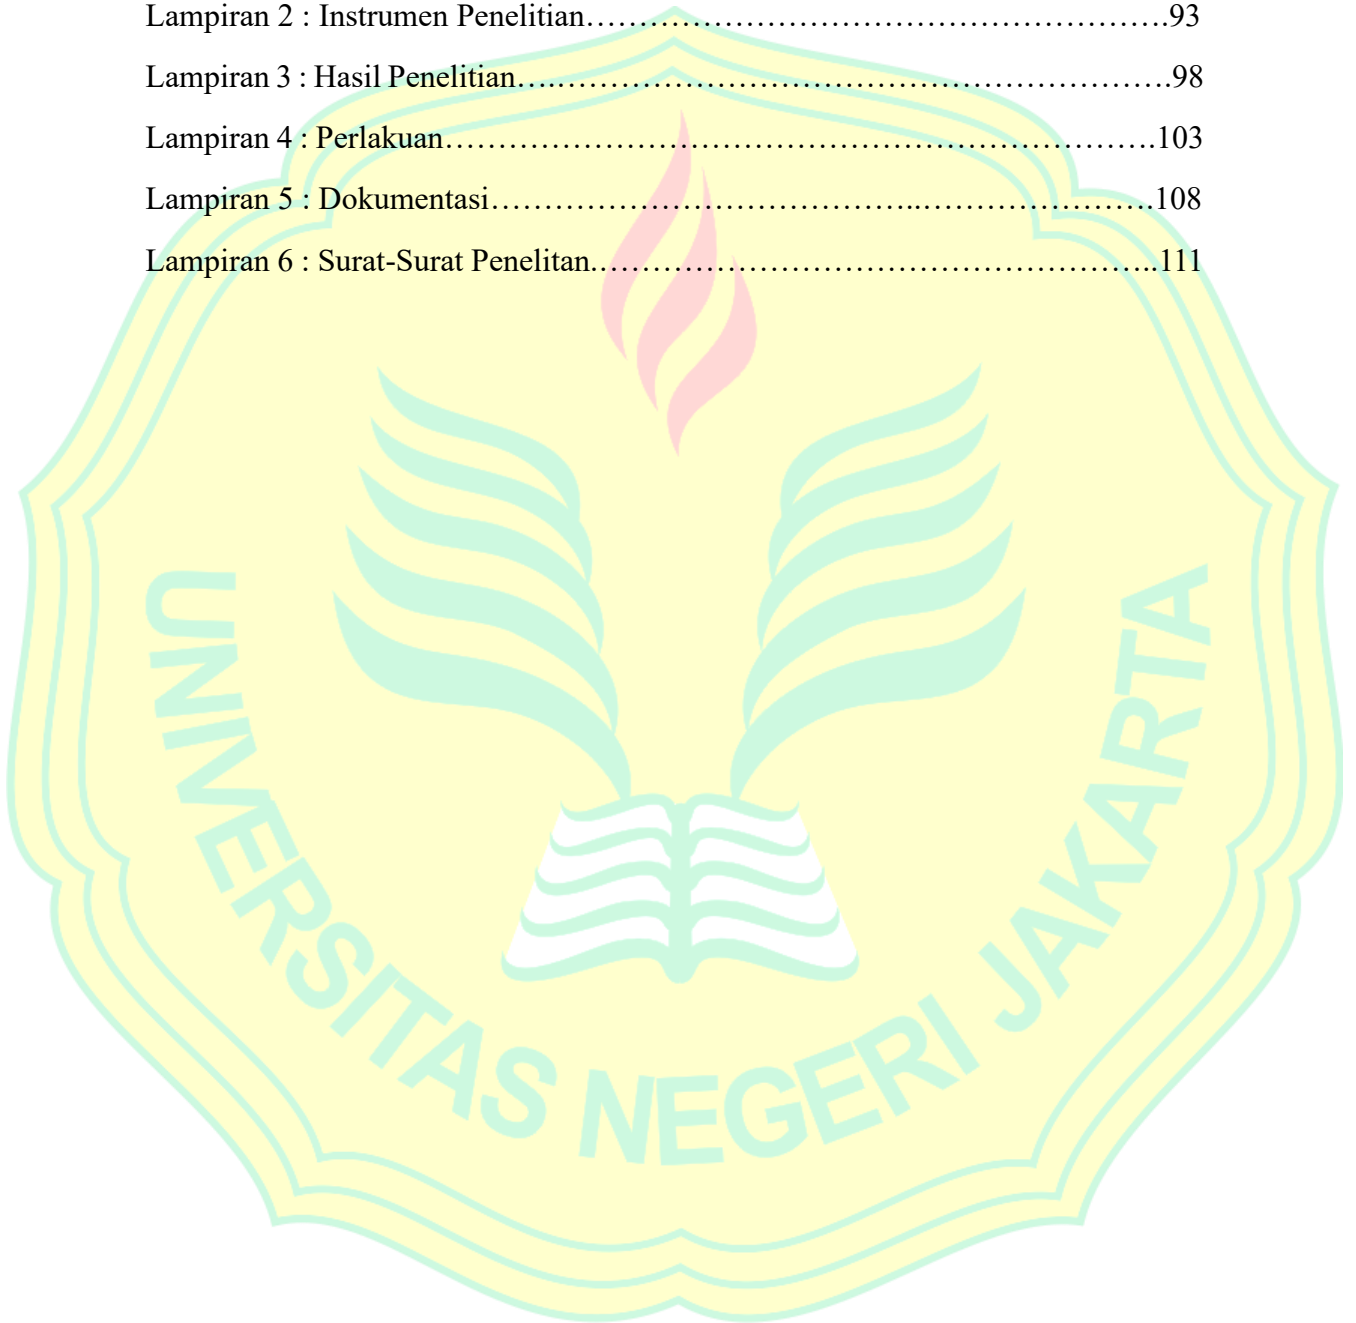 Lampiran 2 : Instrumen Penelitian……………………………………………………….93
Lampiran 3 : Hasil Penelitian….………………………………………………………….98
Lampiran 4 : Perlakuan…………………………………………………………………….103
Lampiran 5 : Dokumentasi……………………………………..…………………….108
Lampiran 6 : Surat-Surat Penelitan.……………………………………………………..111
UNIVERSITAS NEGERI JAKARTA